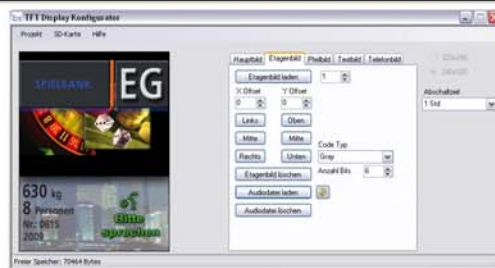 TFT Display Konfigurator
Projekt SD-Karte Hilfe
SPIELBANK EG
630 kg
8 Personen
Nr.: 0815
2009
Bitte
sprechen
Hauptbild Etagenbild Pfeilbild Textbild Telefonbild
Etagenbild laden 1
X Offset Y Offset
0 0
Links Oben
Mitte Mitte
Rechts Unten
Code Typ
Gray
Anzahl Bits 6
Etagenbild löschen
Audiodatei laden
Audiodatei löschen
Abschaltzeit
1 Std
Freier Speicher: 70464 Bytes